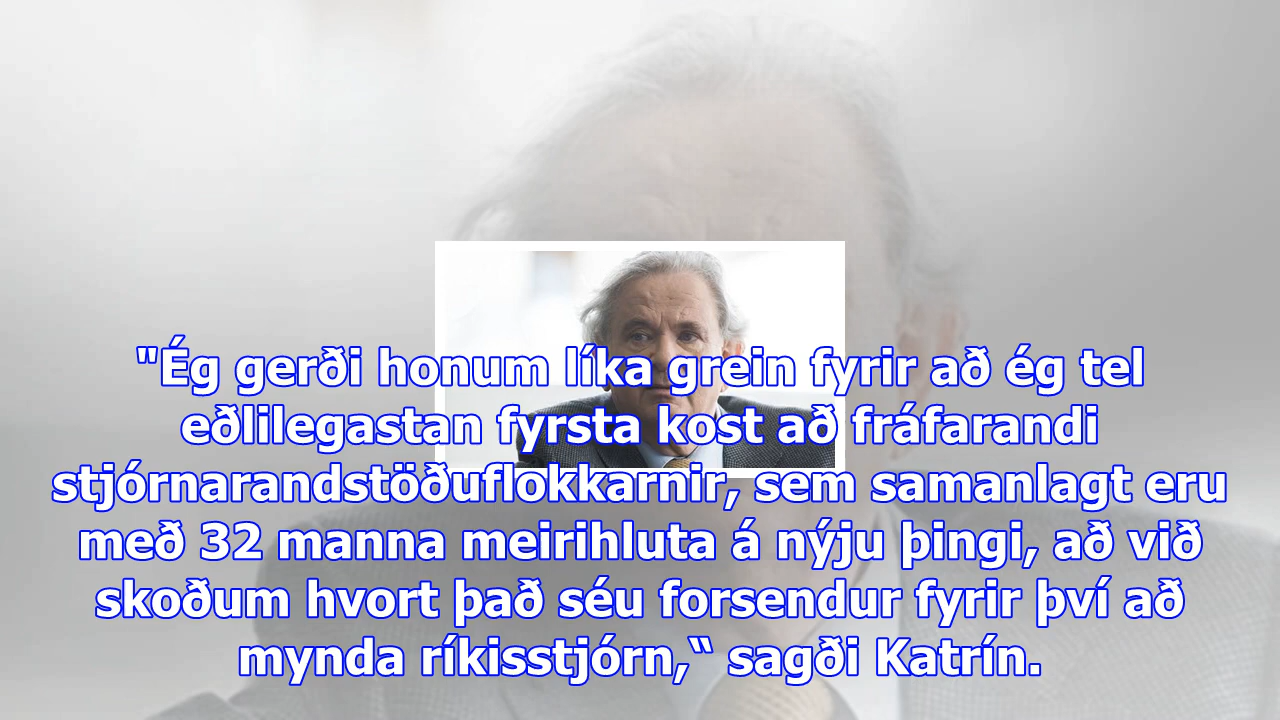 "Ég gerði honum líka grein fyrir að ég tel
eðlilegastan fyrsta kost að fráfarandi
stjórnarandstöðuflokkarnir, sem samanlagt eru
með 32 manna meirihluta á nýju þingi, að við
skoðum hvort það séu forsendur fyrir því að
mynda ríkisstjórn,“ sagði Katrín.